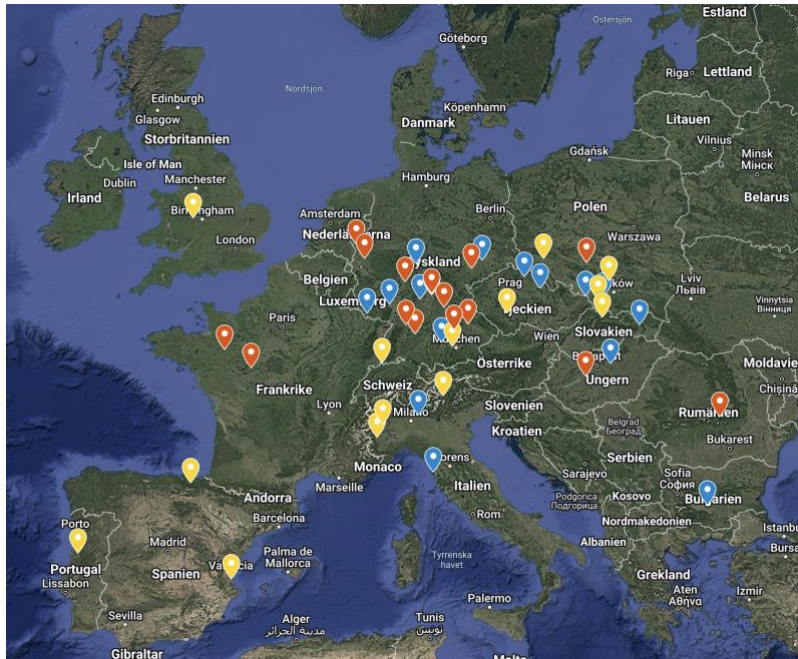 Estland
Östersjön
Göteborg
Riga
Lettland
Nordsjön
Edinburgh
Glasgow
Storbritannien
Köpenhamn
Danmark
Litauen
Vilnius
Isle of Man
Gdańsk
Minsk
Мінск
Manchester
Dublin
Irland
Hamburg
Belarus
Birmingham
Amsterdam
Berlin
Polen
Warszawa
London
Belgien
Prag
Lviv
Львів
Paris
Vinnytsia
Вінниця
Wien
Slovakien
Österrike
Ungern
Moldavien
Chișinău
Frankrike
Schweiz
Lyon
Milano
Slovenien
Kroatien
Rumänien
Belgrad
Београд
Bukarest
Monaco
Serbien
Marseille
Andorra
Italien
Sarajevo
Sofia
София
Bulgarien
Podgorica
Подгорица
Kosovo
Porto
Barcelona
Rom
Nordmakedonien
Istanbu
Madrid
Albanien
Bursa
Portugal
Spanien
Palma de
Mallorca
Tyrrenska
havet
Lissabon
Grekland
Aten
Αθήνα
Izmir
Sevilla
Palermo
Alger
مدينة الجزائر
Tunis
تونس
Gibraltar
Malta